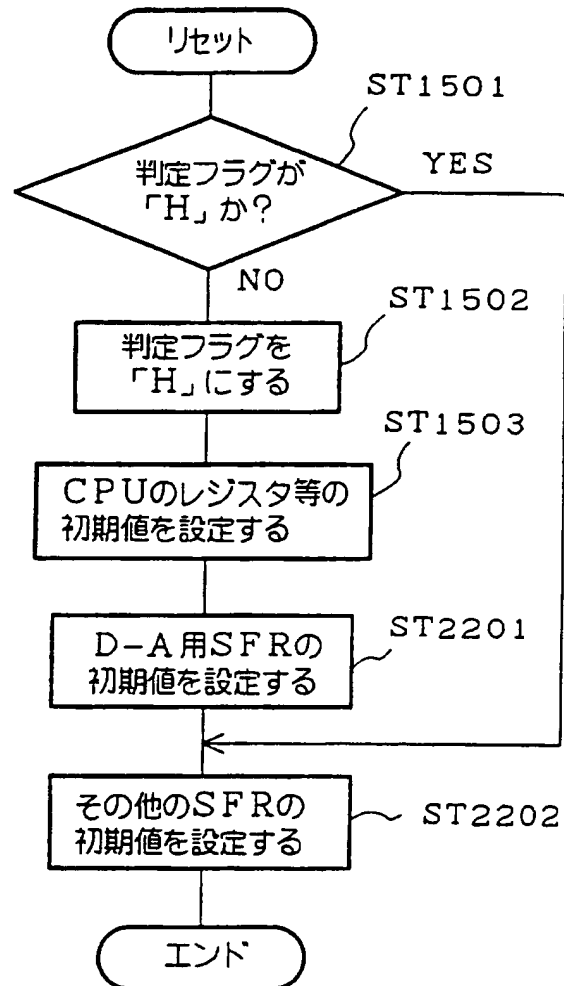 リセット
ST1501
判定フラグが
「H」か?
YES
NO
ST1502
判定フラグを
「H」にする
ST1503
CPUのレジスタ等の
初期値を設定する
ST2201
D-A用SFRの
初期値を設定する
その他のSFRの
初期値を設定する
ST2202
エンド